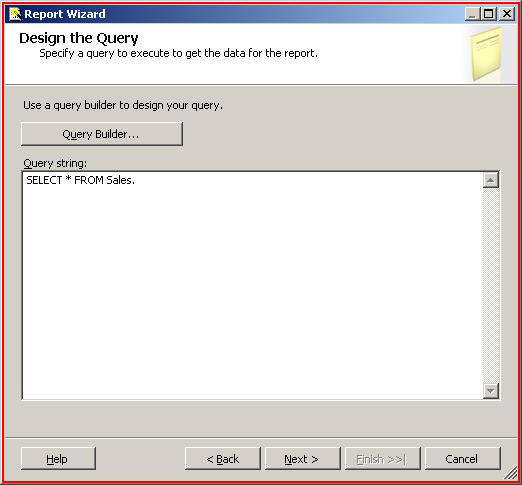 Report Wizard
Design the Query
Specify a query to execute to get the data for the report.
Use a query builder to design your query.
Query Builder...
Query string:
SELECT * FROM Sales.
Help
< Back
Next >
Finish >>|
Cancel